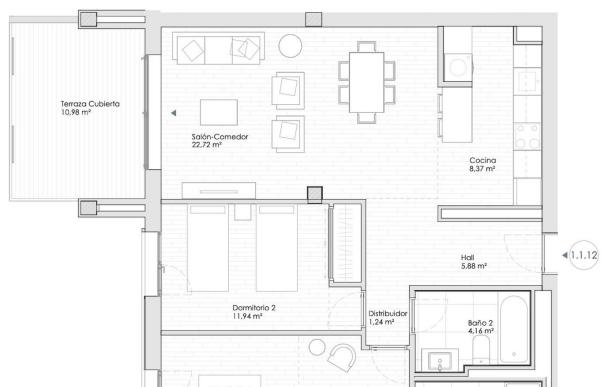 Terraza Cubierta
10,98 m²
Salón-Comedor
22,72 m²
Cocina
8,37 m²
Hall
5,88 m²
1.1.12
Dormitorio 2
11,94 m²
Distribuidor
1,24 m²
Baño 2
4,16 m²